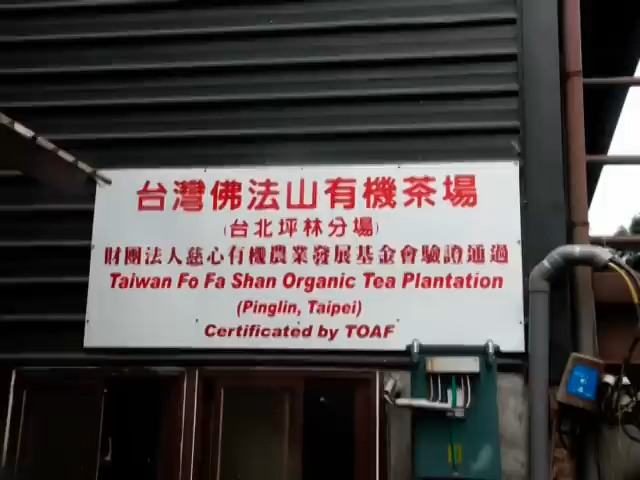 台灣佛法山有機茶場
(台北坪林分場)
財團法人慈心有機農業發展基金會驗證通過
Taiwan Fo Fa Shan Organic Tea Plantation
(Pinglin, Taipei)
Certificated by TOAF